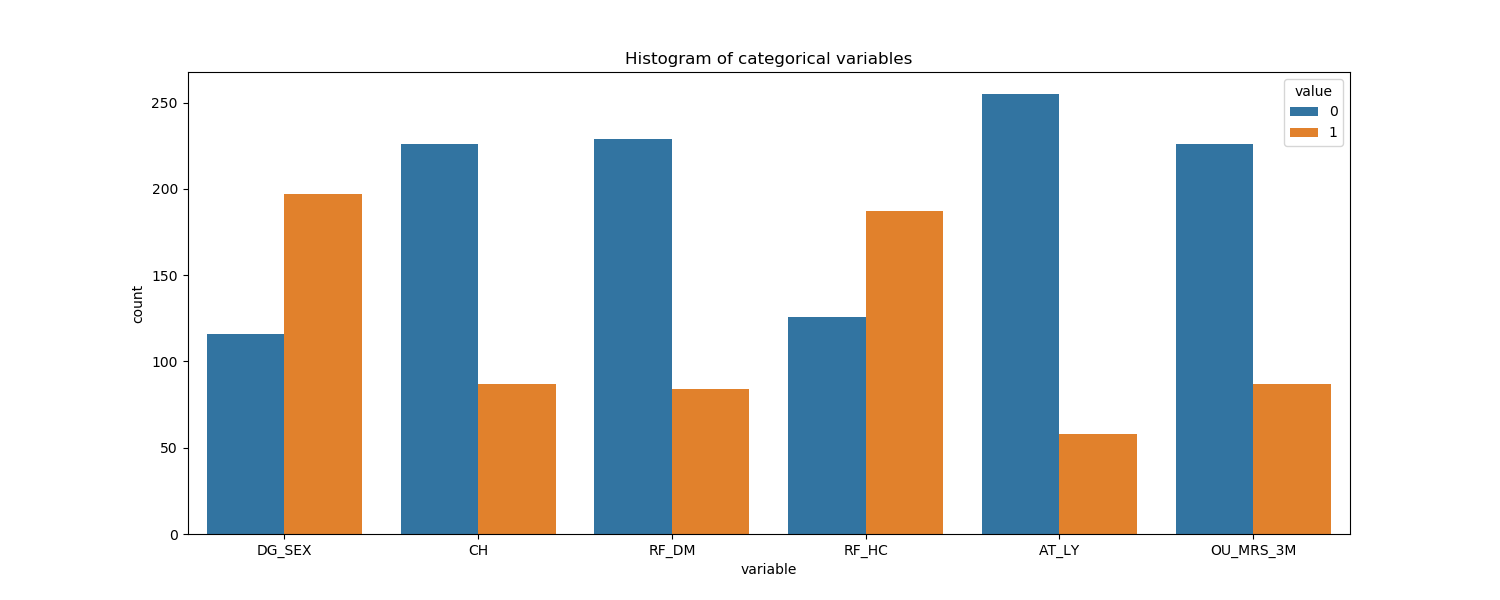 Histogram of categorical variables
value
0
1
250
200
150
100
50
0
count
DG_SEX CH RF_DM RF_HC AT_LY OU_MRS_3M
variable